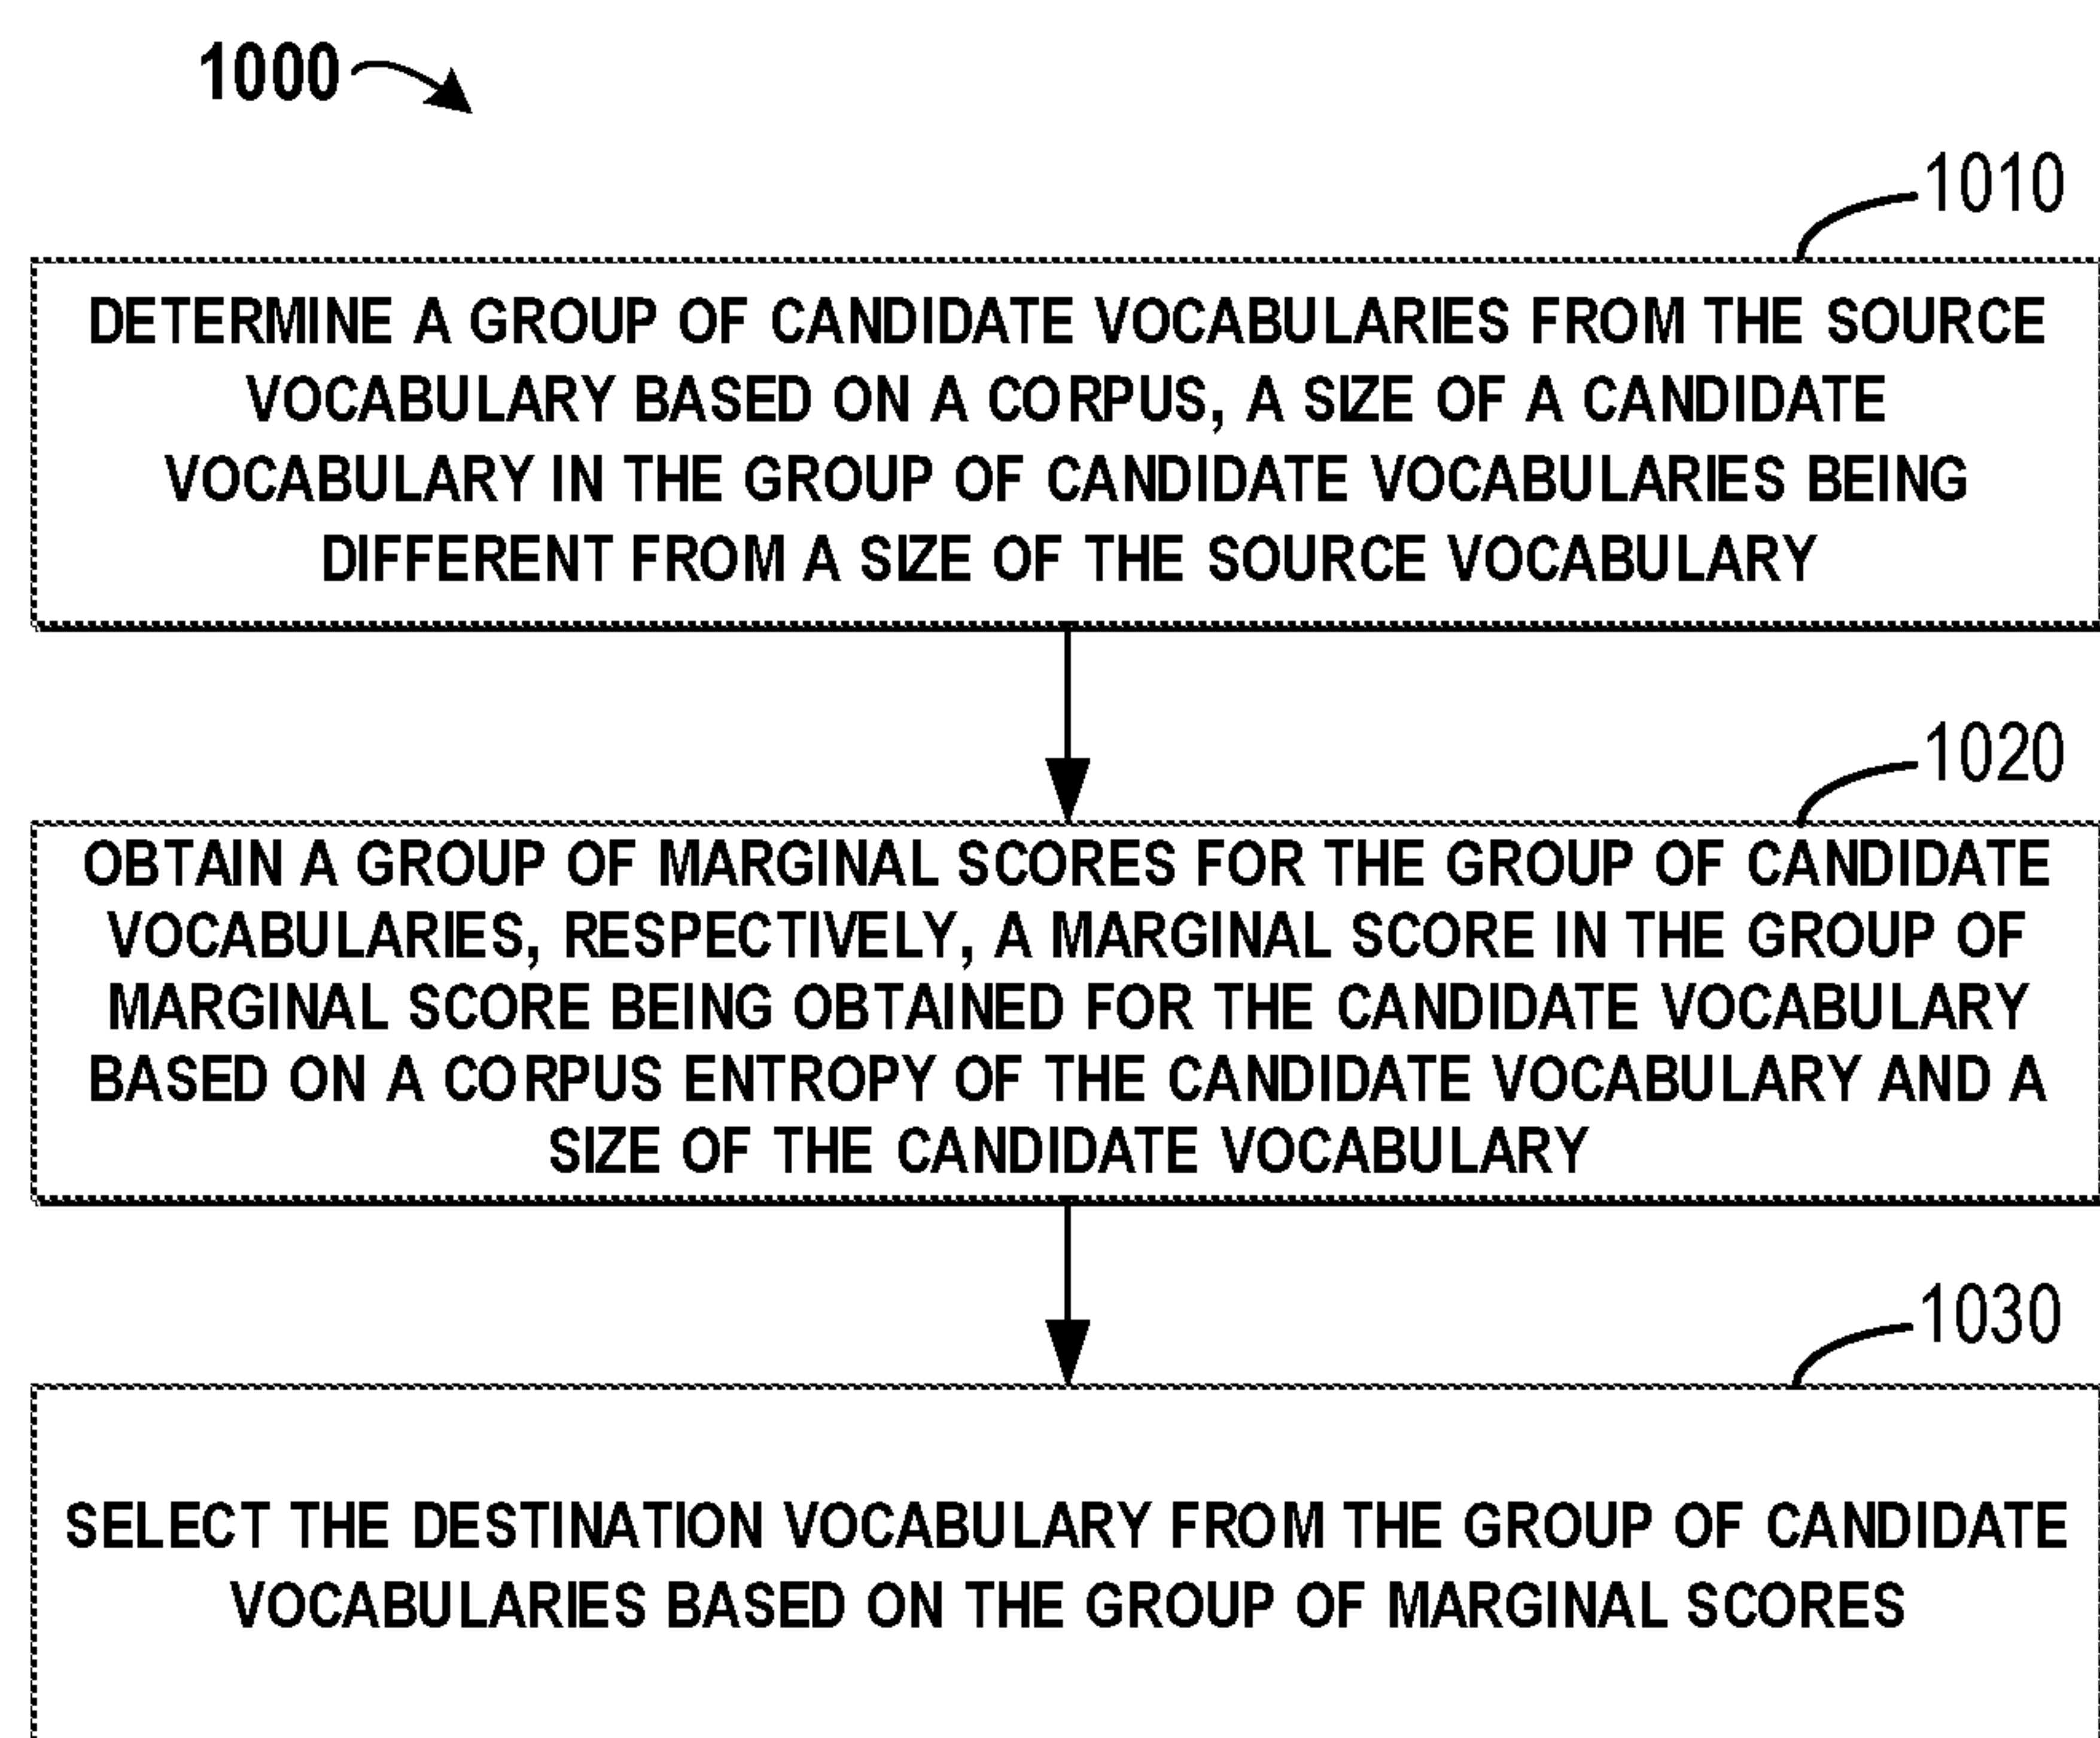 1000
1010
DETERMINE A GROUP OF CANDIDATE VOCABULARIES FROM THE SOURCE
VOCABULARY BASED ON A CORPUS, A SIZE OF A CANDIDATE
VOCABULARY IN THE GROUP OF CANDIDATE VOCABULARIES BEING
DIFFERENT FROM A SIZE OF THE SOURCE VOCABULARY
1020
OBTAIN A GROUP OF MARGINAL SCORES FOR THE GROUP OF CANDIDATE
VOCABULARIES, RESPECTIVELY, A MARGINAL SCORE IN THE GROUP OF
MARGINAL SCORE BEING OBTAINED FOR THE CANDIDATE VOCABULARY
BASED ON A CORPUS ENTROPY OF THE CANDIDATE VOCABULARY AND A
SIZE OF THE CANDIDATE VOCABULARY
1030
SELECT THE DESTINATION VOCABULARY FROM THE GROUP OF CANDIDATE
VOCABULARIES BASED ON THE GROUP OF MARGINAL SCORES